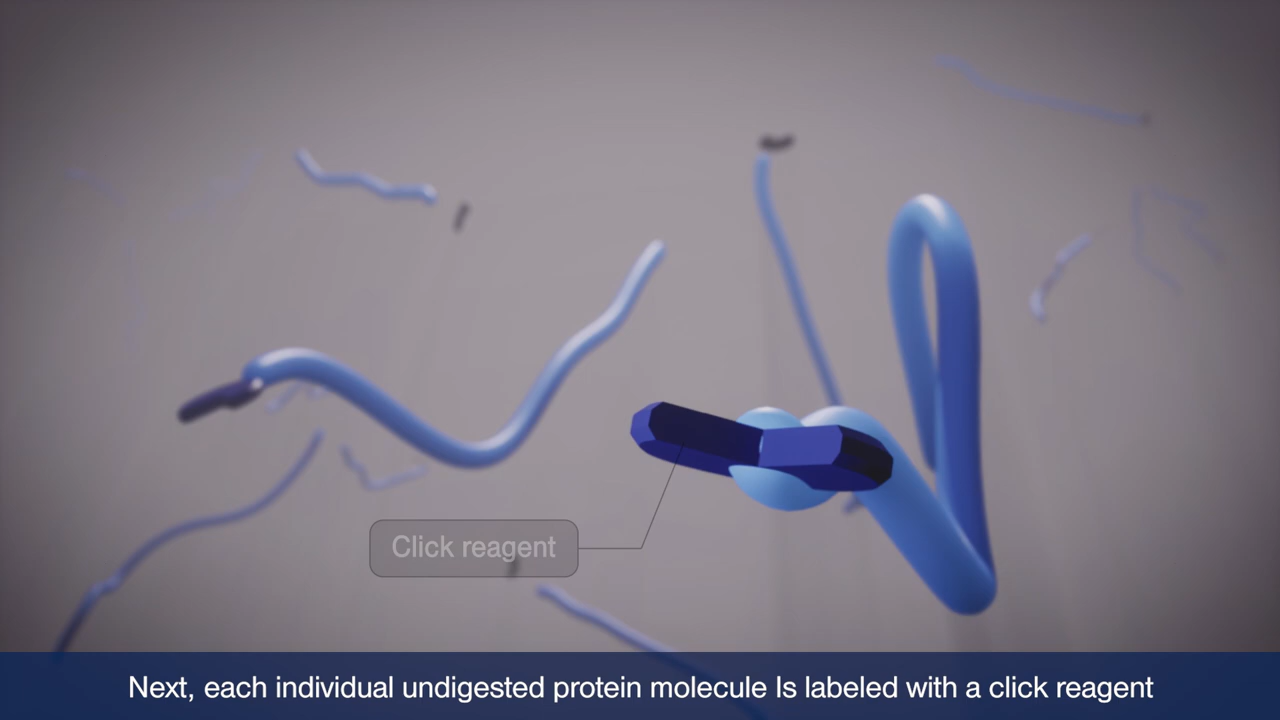 Click reagent
Next, each individual undigested protein molecule Is labeled with a click reagent